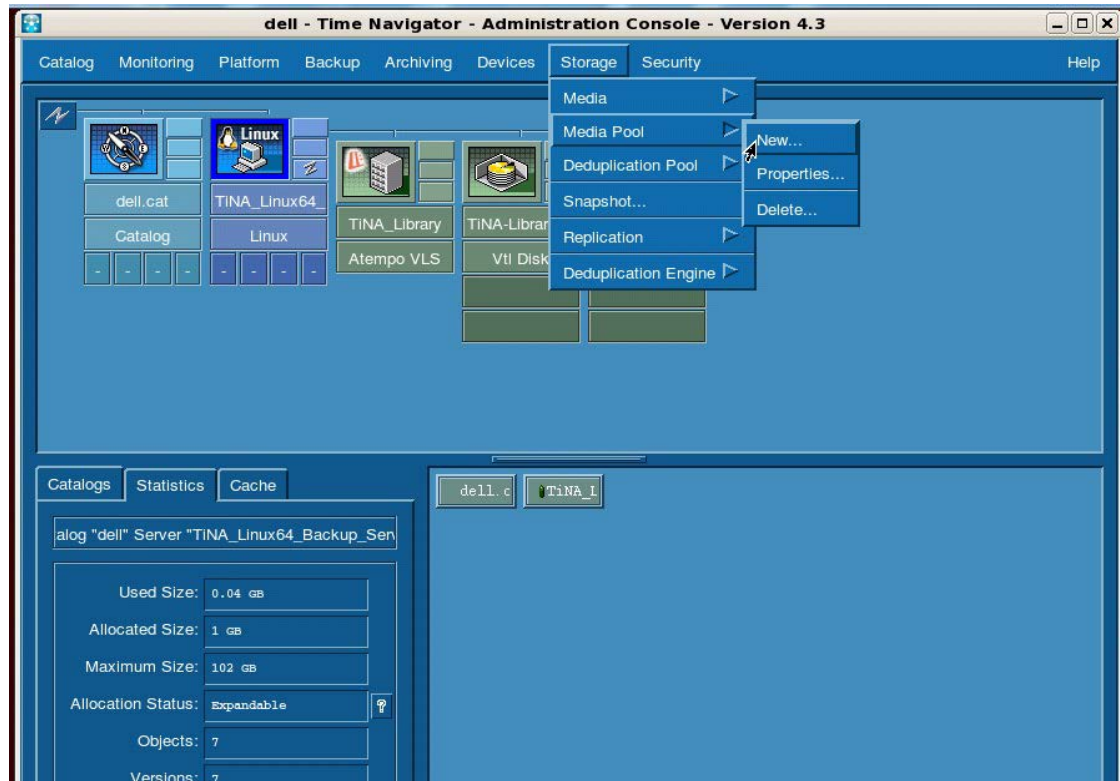 dell - Time Navigator - Administration Console - Version 4.3
Catalog Monitoring Platform Backup Archiving Devices Storage Security Help
Media
Media Pool
Deduplication Pool
Snapshot...
Replication
Deduplication Engine
New...
Properties...
Delete...
Linux
dell.cat
Catalog
TiNA_Linux64_
Linux
TiNA_Library
Atempo VLS
TiNA-Librar
Vtl Disk
Catalogs Statistics Cache
alog "dell" Server "TiNA_Linux64_Backup_Serv
Used Size: 0.04 GB
Allocated Size: 1 GB
Maximum Size: 102 GB
Allocation Status: Expandable ?
Objects: 7
Versions: 7
dell.c TiNA_L